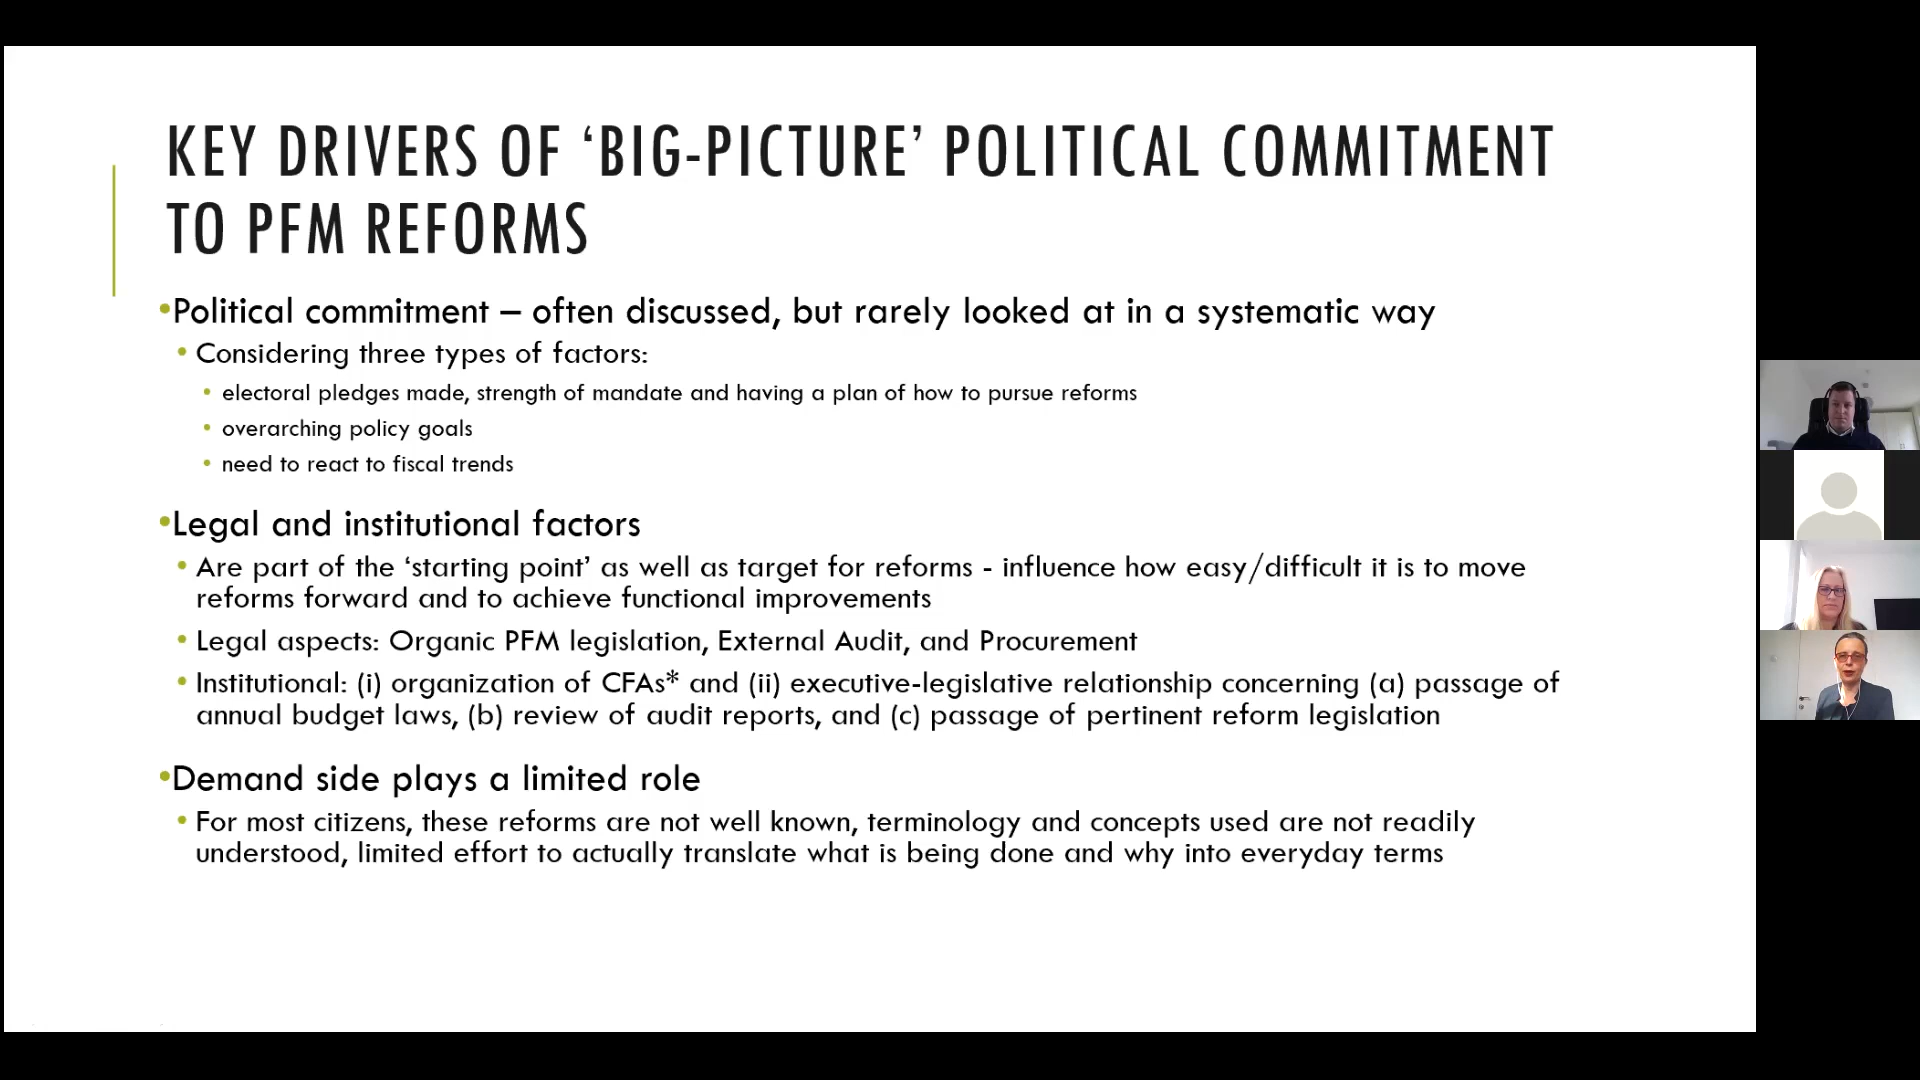 KEY DRIVERS OF ‘BIG-PICTURE’ POLITICAL COMMITMENT
TO PFM REFORMS
•Political commitment – often discussed, but rarely looked at in a systematic way
• Considering three types of factors:
• electoral pledges made, strength of mandate and having a plan of how to pursue reforms
• overarching policy goals
• need to react to fiscal trends
•Legal and institutional factors
• Are part of the ‘starting point’ as well as target for reforms - influence how easy/difficult it is to move
reforms forward and to achieve functional improvements
• Legal aspects: Organic PFM legislation, External Audit, and Procurement
• Institutional: (i) organization of CFAs* and (ii) executive-legislative relationship concerning (a) passage of
annual budget laws, (b) review of audit reports, and (c) passage of pertinent reform legislation
•Demand side plays a limited role
• For most citizens, these reforms are not well known, terminology and concepts used are not readily
understood, limited effort to actually translate what is being done and why into everyday terms